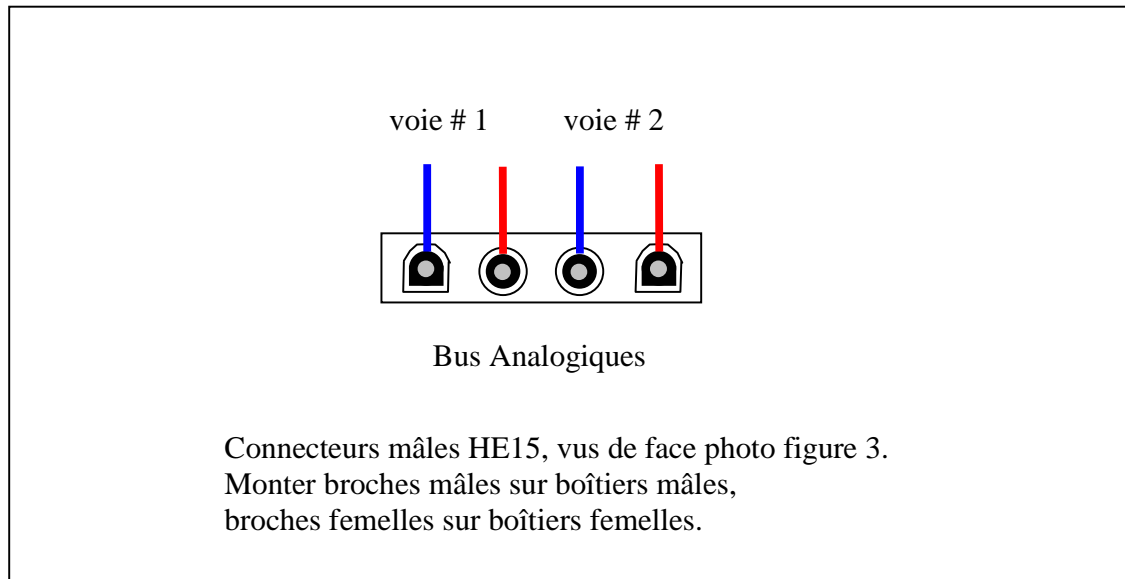 voie # 1 voie # 2
Bus Analogiques
Connecteurs mâles HE15, vus de face photo figure 3.
Monter broches mâles sur boîtiers mâles,
broches femelles sur boîtiers femelles.